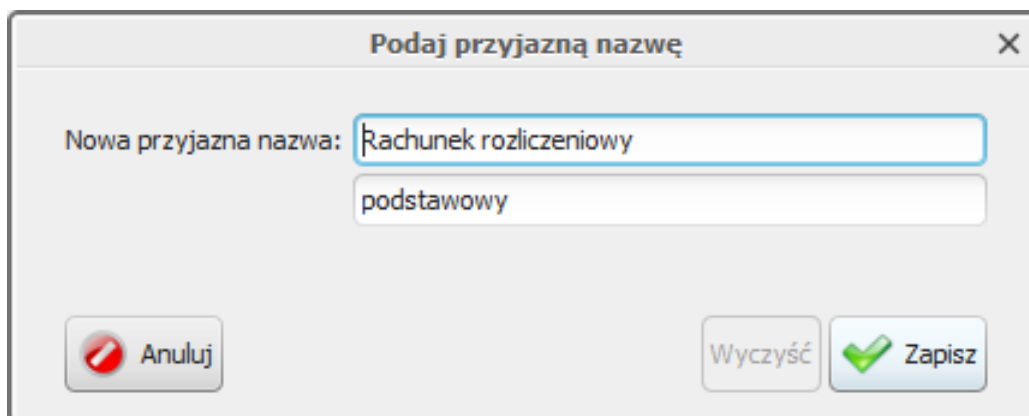 Podaj przyjazną nazwę
Nowa przyjazna nazwa: Rachunek rozliczeniowy
podstawowy
Anuluj Wyczyść Zapisz